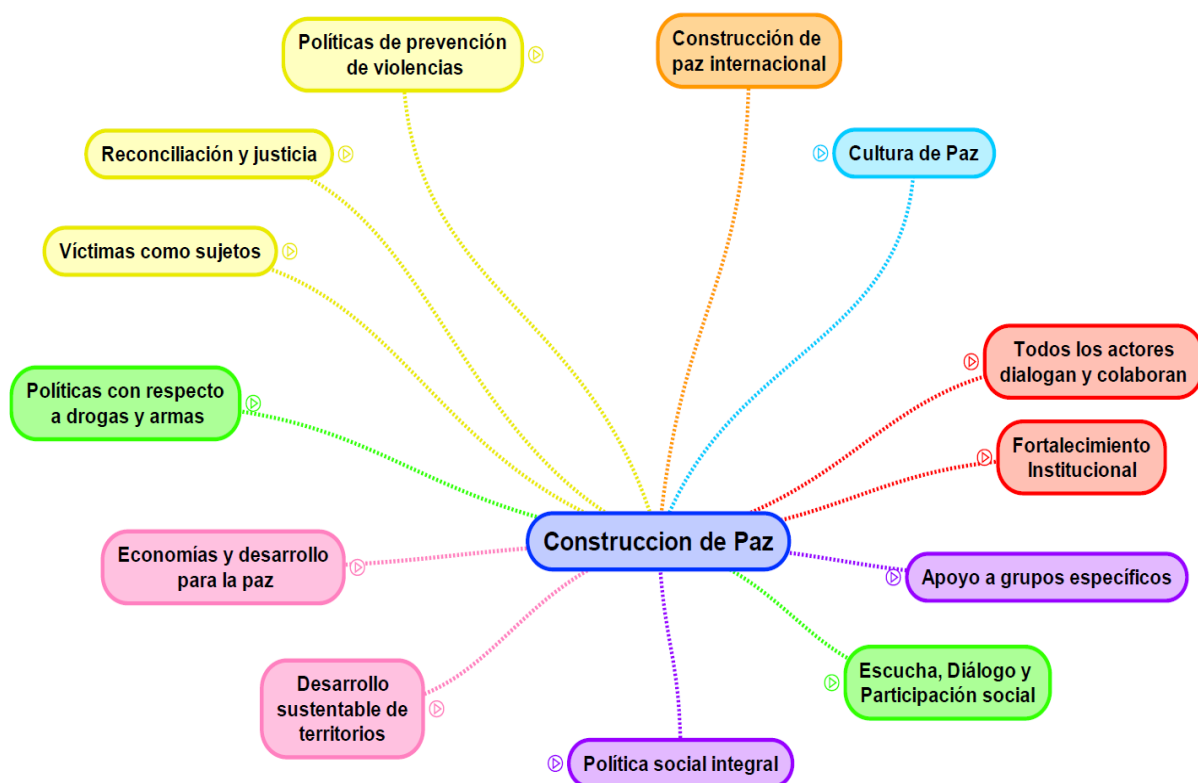 Políticas de prevención
de violencias
Construcción de
paz internacional
Reconciliación y justicia
Cultura de Paz
Víctimas como sujetos
Todos los actores
dialogan y colaboran
Políticas con respecto
a drogas y armas
Fortalecimiento
Institucional
Construccion de Paz
Economías y desarrollo
para la paz
Apoyo a grupos específicos
Escucha, Diálogo y
Participación social
Desarrollo
sustentable de
territorios
Política social integral